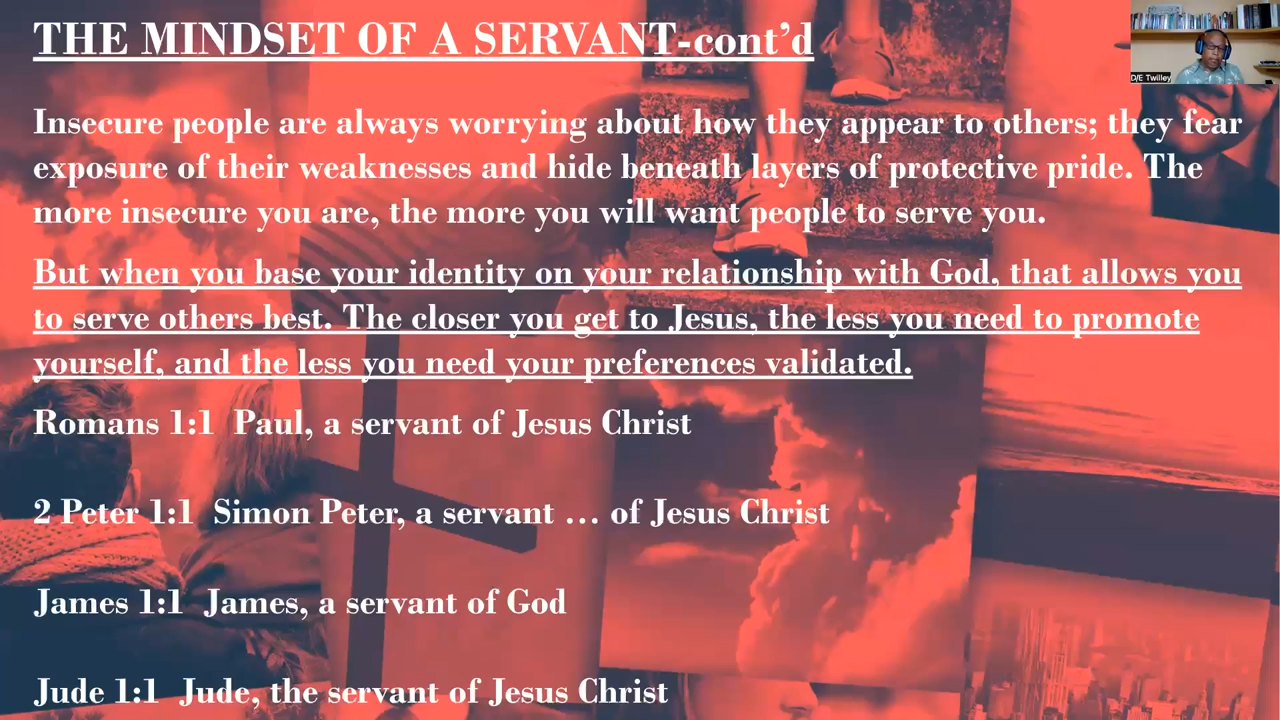 THE MINDSET OF A SERVANT-cont’d
D/E Twilley
Insecure people are always worrying about how they appear to others; they fear
exposure of their weaknesses and hide beneath layers of protective pride. The
more insecure you are, the more you will want people to serve you.
But when you base your identity on your relationship with God, that allows you
to serve others best. The closer you get to Jesus, the less you need to promote
yourself, and the less you need your preferences validated.
Romans 1:1 Paul, a servant of Jesus Christ
2 Peter 1:1 Simon Peter, a servant … of Jesus Christ
James 1:1 James, a servant of God
Jude 1:1 Jude, the servant of Jesus Christ